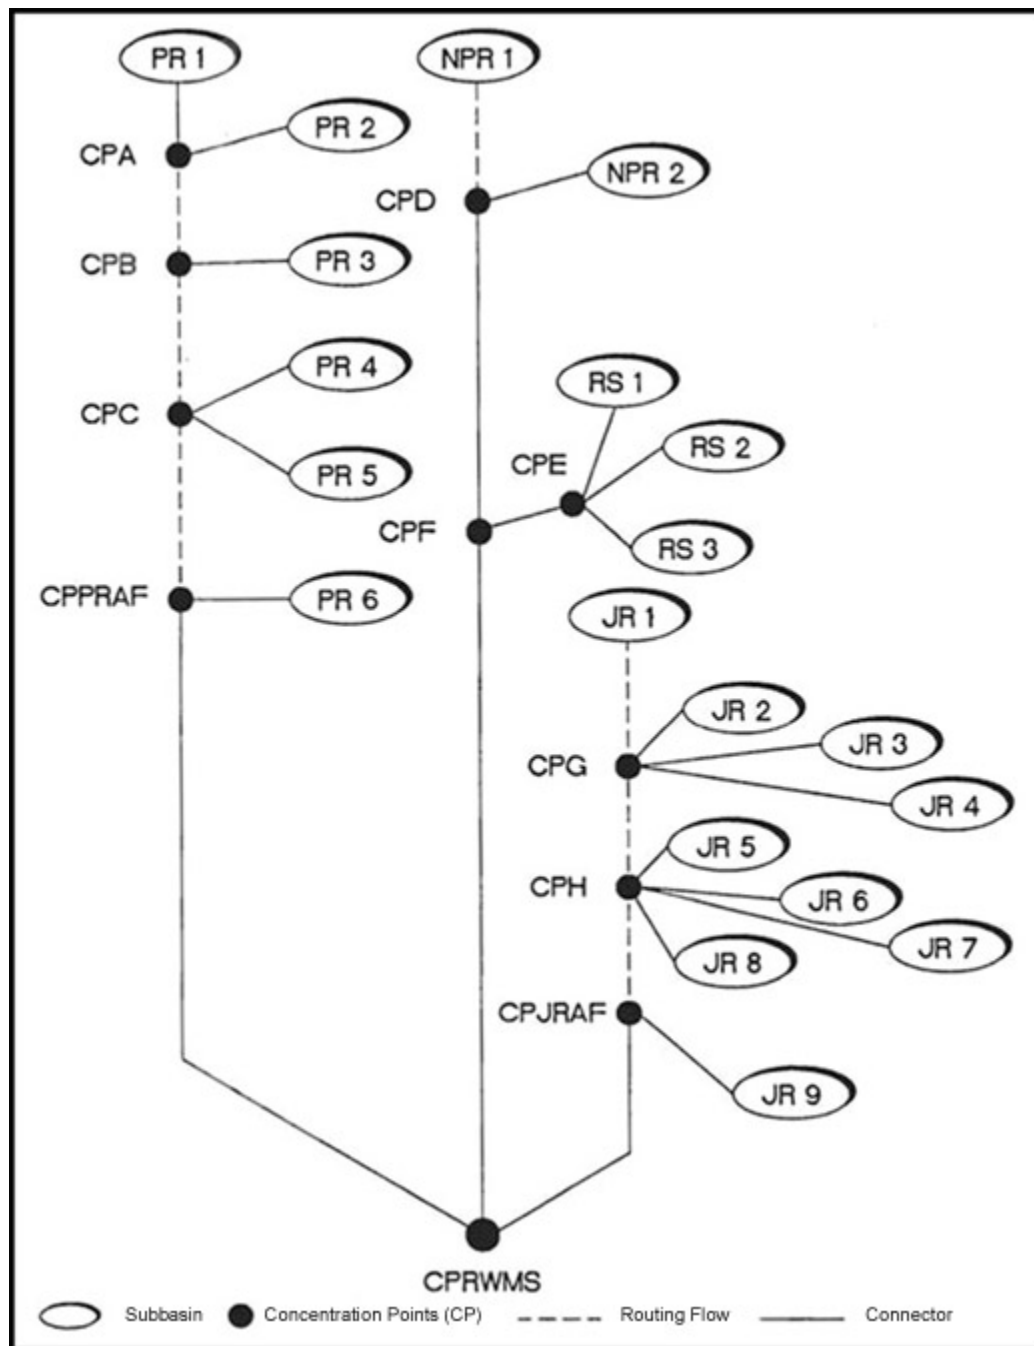 PR 1
NPR 1
PR 2
CPA
NPR 2
CPD
CPB
PR 3
PR 4
RS 1
CPC
RS 2
CPE
PR 5
CPF
RS 3
CPPRAF
PR 6
JR 1
JR 2
JR 3
CPG
JR 4
JR 5
CPH
JR 6
JR 7
JR 8
CPJRAF
JR 9
CPRWMS
Subbasin
Concentration Points (CP)
Routing Flow
Connector